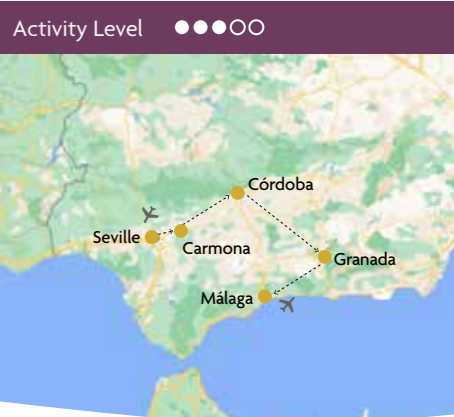 Activity Level
Córdoba
Seville
Carmona
Granada
Málaga